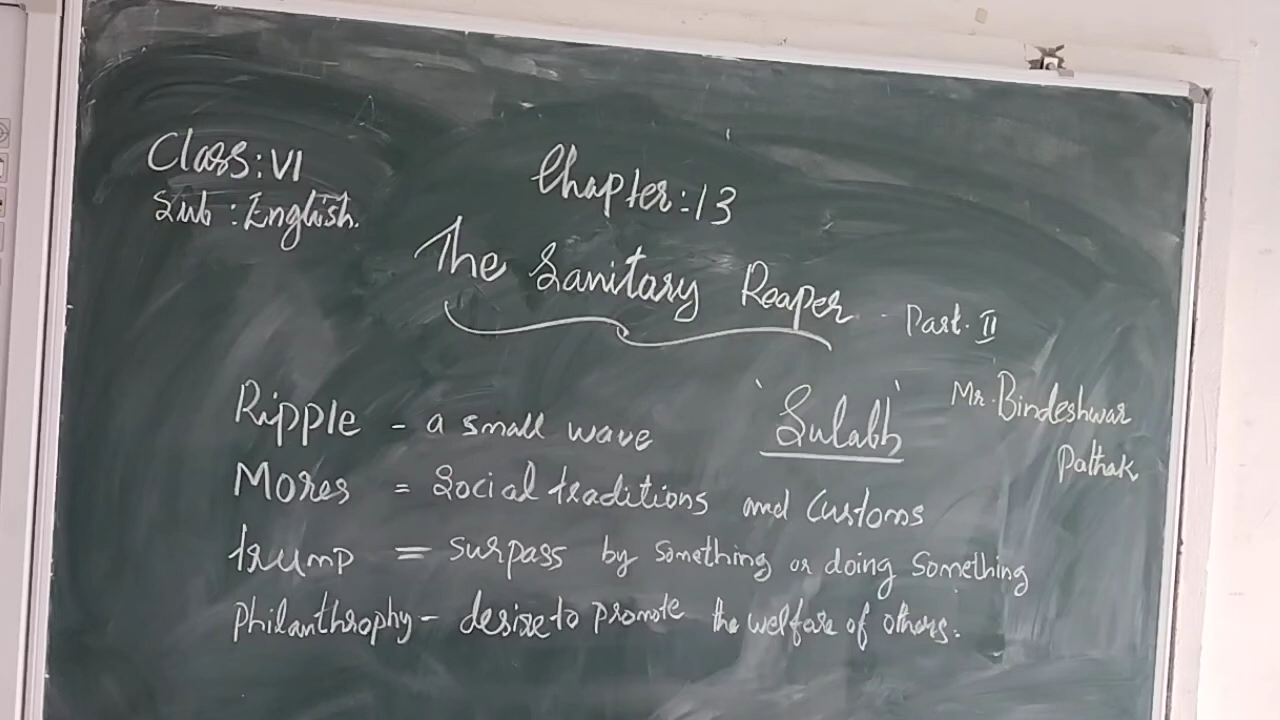 Class: VI
Sub : English.
Chapter: 13
The Sanitary Reaper - Part. II
Ripple - a small wave
'Sulabh'
Mr. Bindeshwar
Pathak
Mores = Social traditions and Customs
trump = surpass by something or doing something
Philanthrophy - desire to promote the welfare of others.